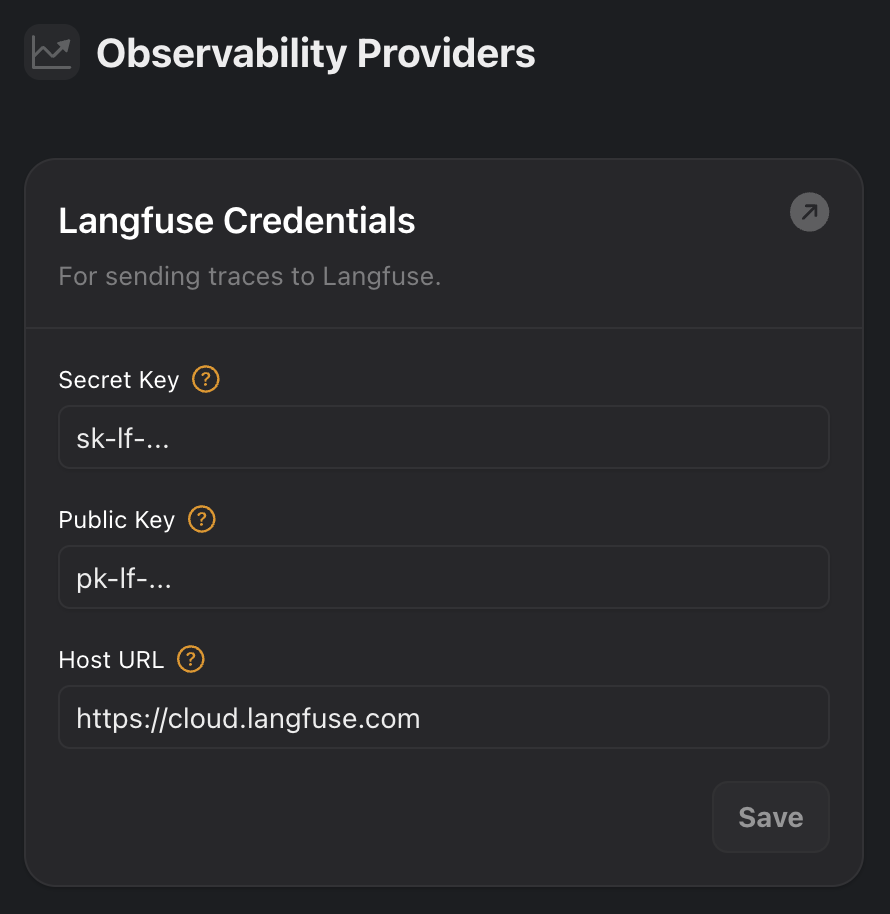 Observability Providers
Langfuse Credentials
For sending traces to Langfuse.
Secret Key ?
sk-lf-...
Public Key ?
pk-lf-...
Host URL ?
https://cloud.langfuse.com
Save